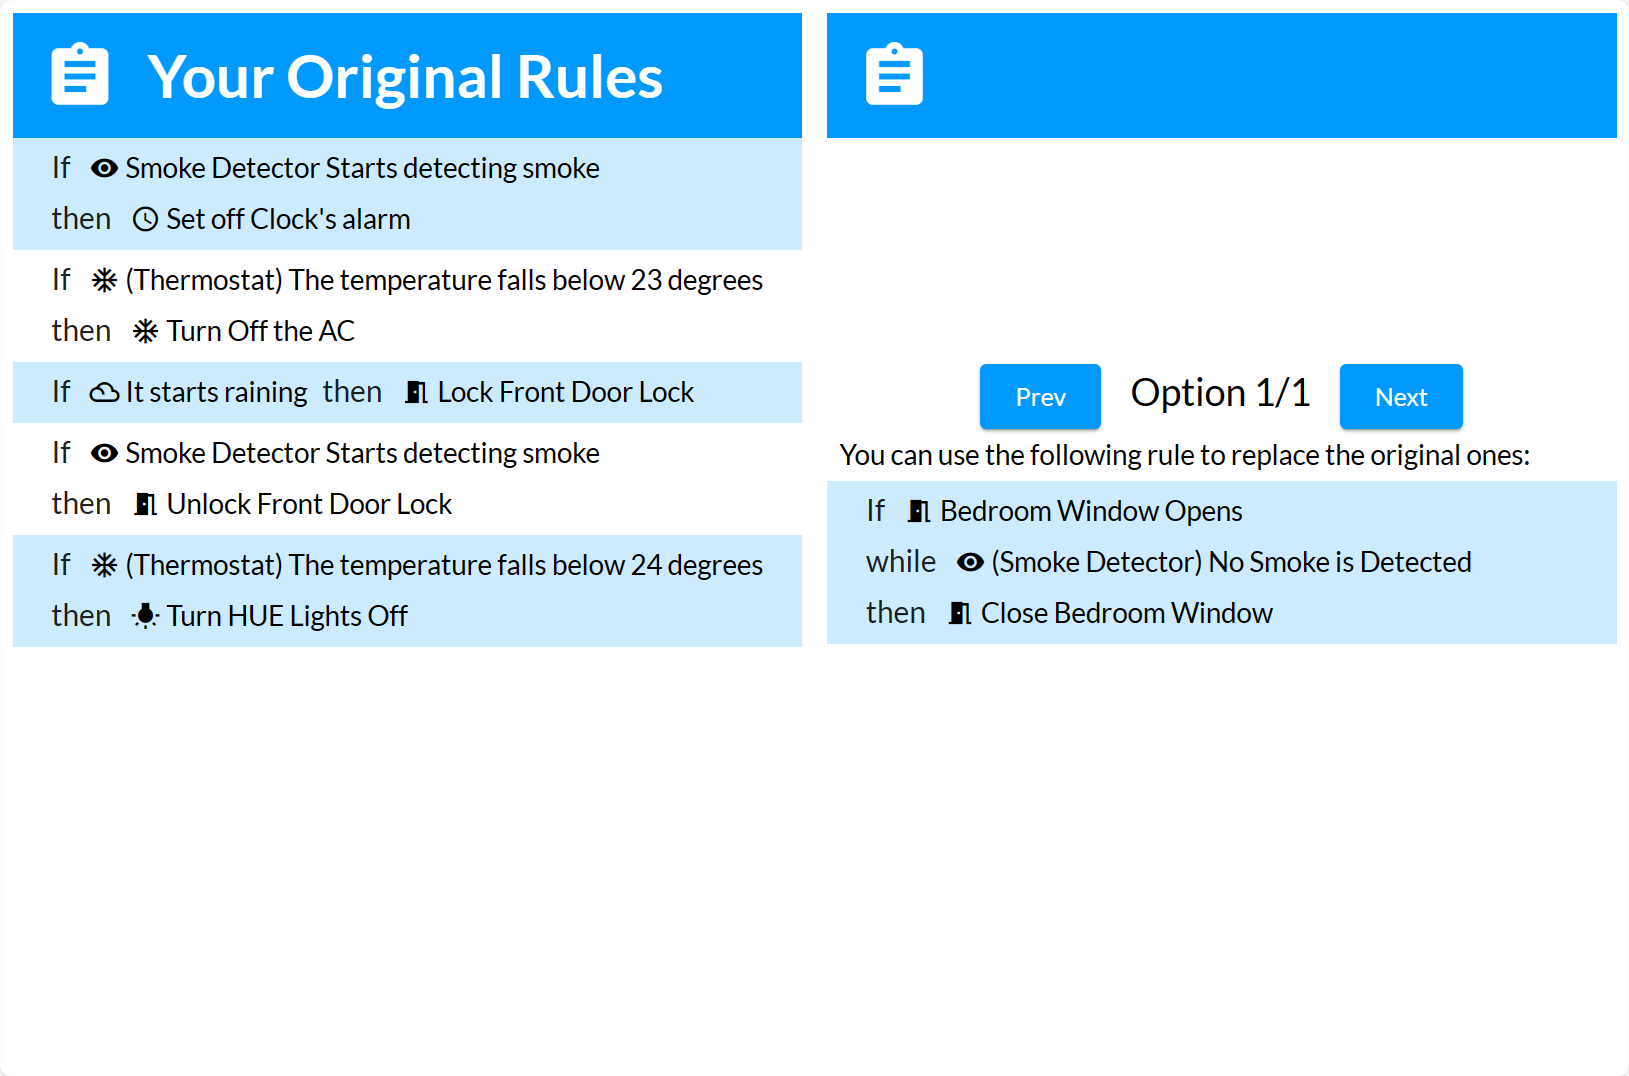 Your Original Rules
If Smoke Detector Starts detecting smoke
then Set off Clock's alarm
If (Thermostat) The temperature falls below 23 degrees
then Turn Off the AC
If It starts raining then Lock Front Door Lock
If Smoke Detector Starts detecting smoke
then Unlock Front Door Lock
If (Thermostat) The temperature falls below 24 degrees
then Turn HUE Lights Off
Prev Option 1/1 Next
You can use the following rule to replace the original ones:
If Bedroom Window Opens
while (Smoke Detector) No Smoke is Detected
then Close Bedroom Window